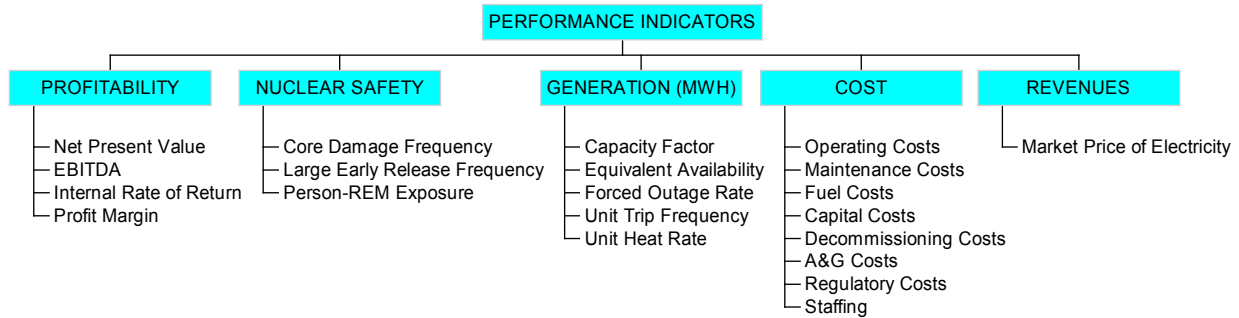 PERFORMANCE INDICATORS
PROFITABILITY
Net Present Value
EBITDA
Internal Rate of Return
Profit Margin
NUCLEAR SAFETY
Core Damage Frequency
Large Early Release Frequency
Person-REM Exposure
GENERATION (MWH)
Capacity Factor
Equivalent Availability
Forced Outage Rate
Unit Trip Frequency
Unit Heat Rate
COST
Operating Costs
Maintenance Costs
Fuel Costs
Capital Costs
Decommissioning Costs
A&G Costs
Regulatory Costs
Staffing
REVENUES
Market Price of Electricity